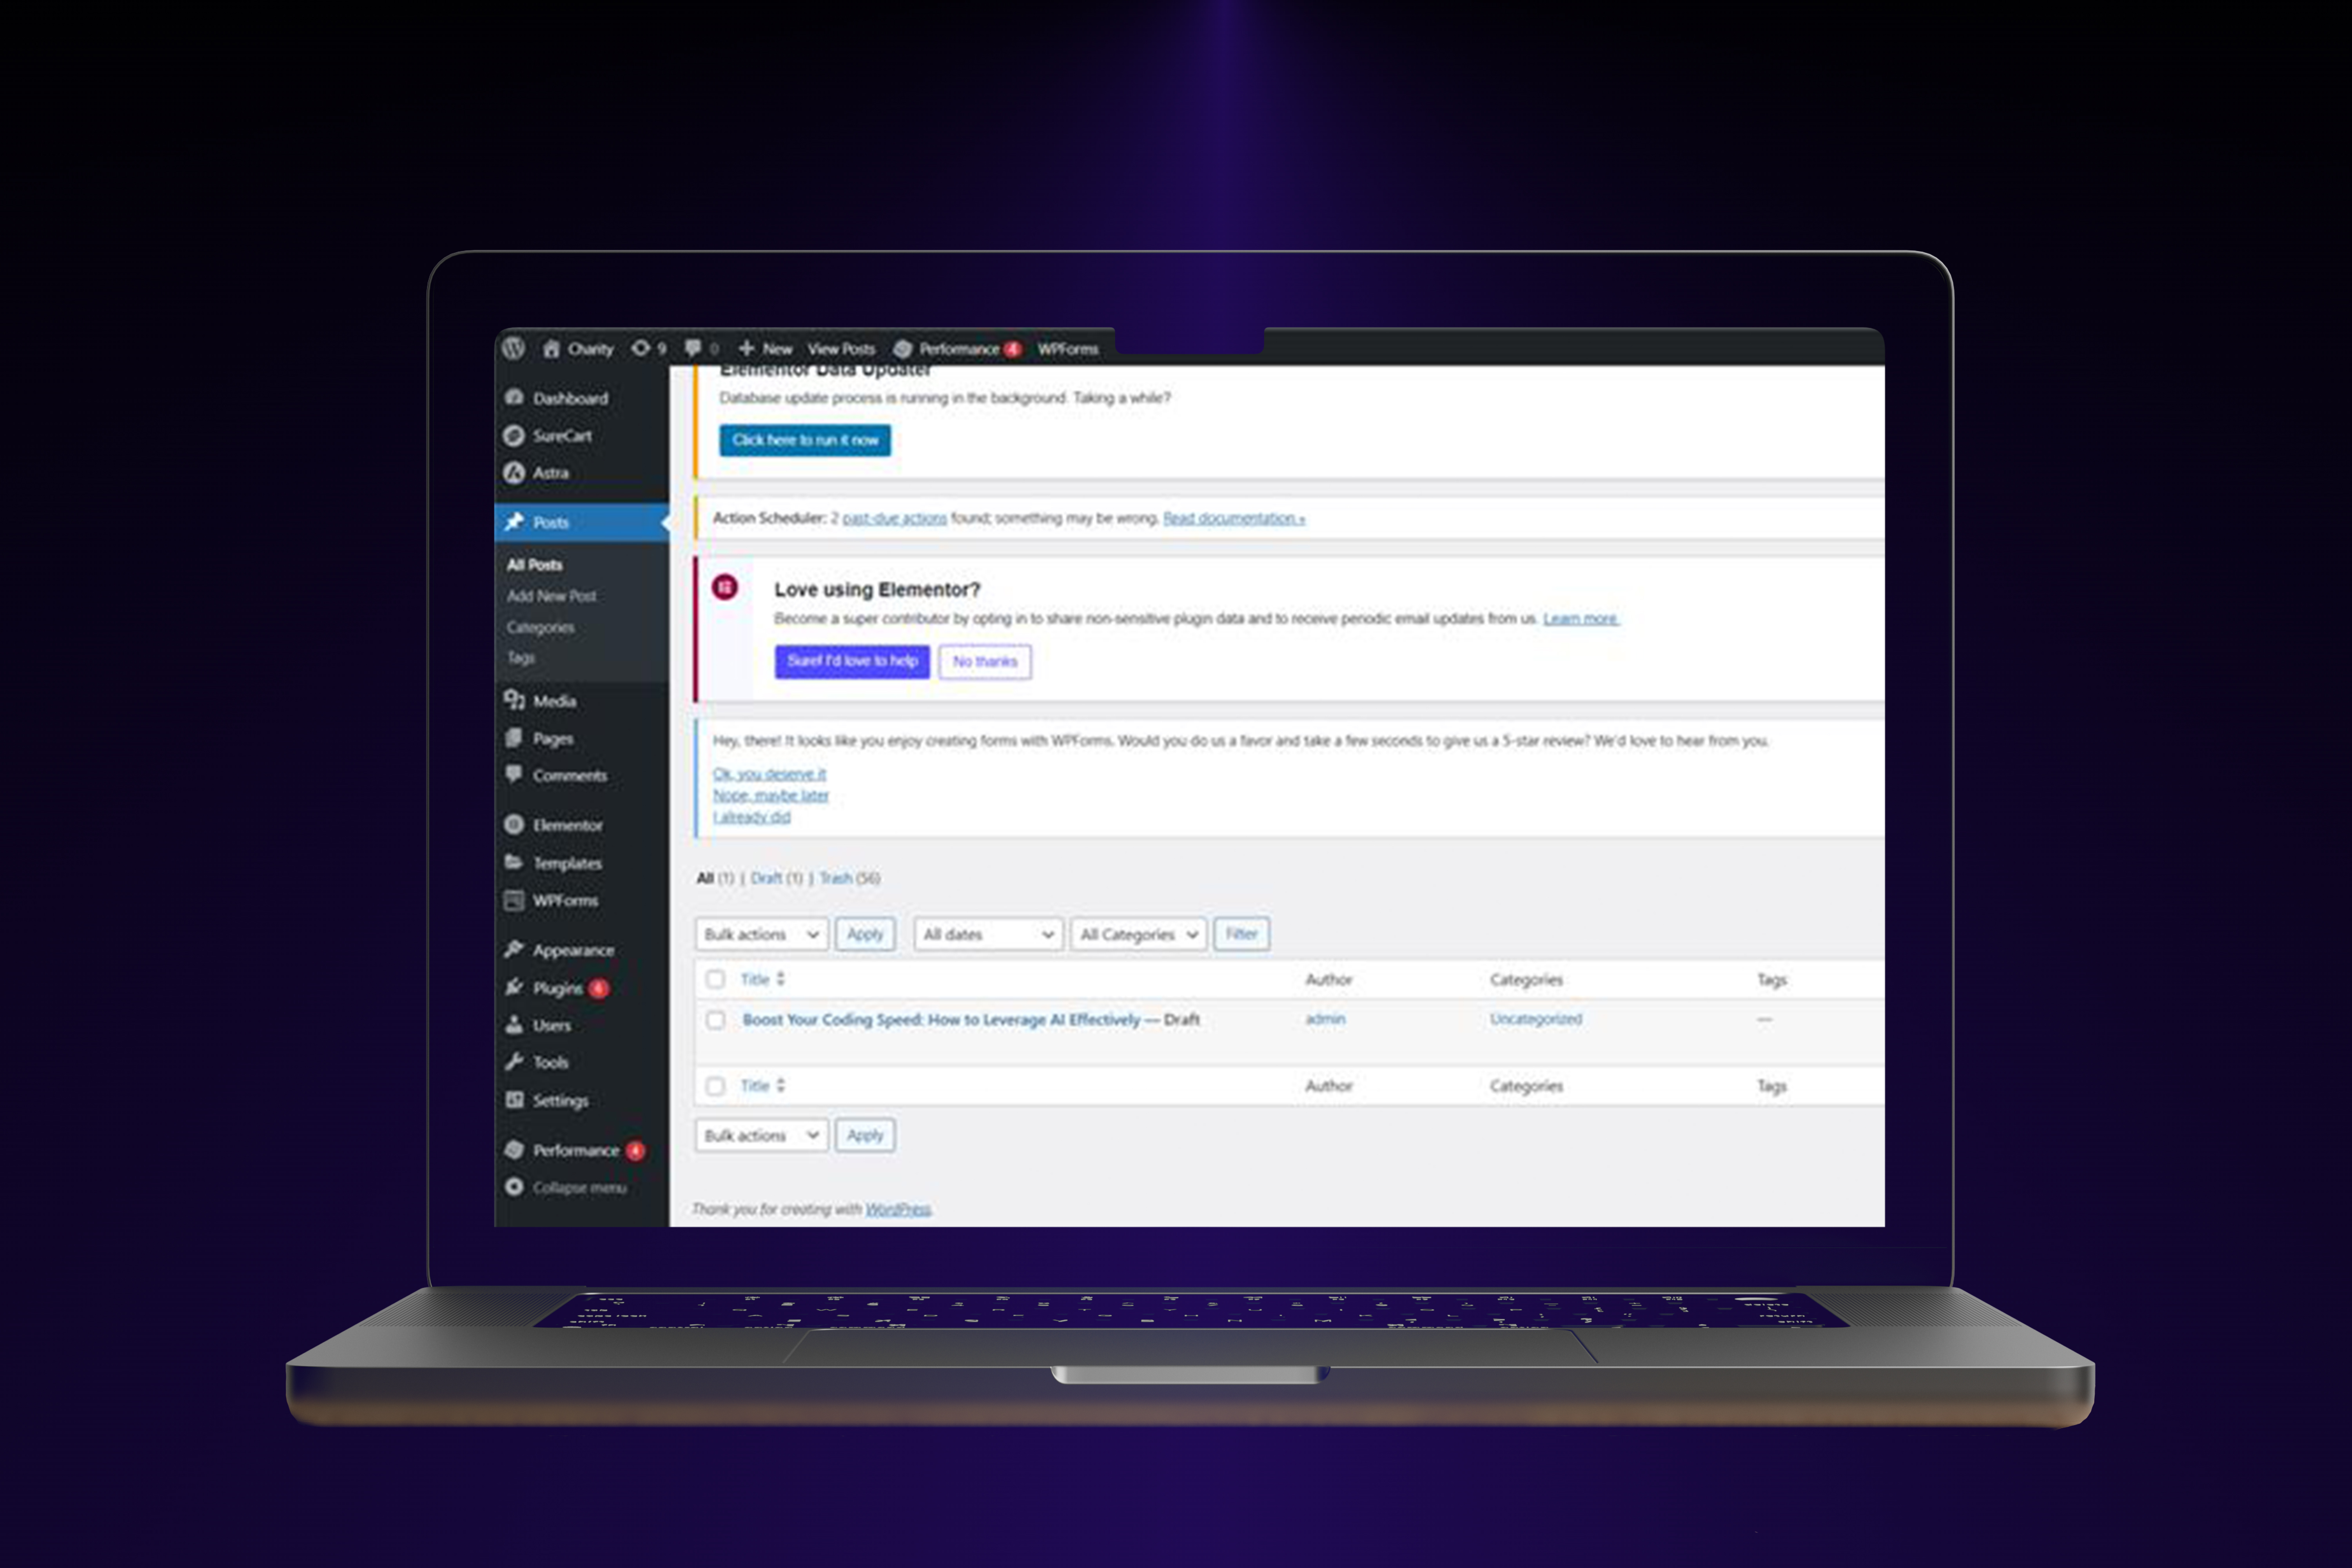 Charity 9 0 New View Posts Performance 4 WPForms
Dashboard
SureCart
Astra
Posts
All Posts
Add New Post
Categories
Tags
Media
Pages
Comments
Elementor
Templates
WPForms
Appearance
Plugins 4
Users
Tools
Settings
Performance 4
Collapse menu
Elementor Data Updater
Database update process is running in the background. Taking a while?
Click here to run it now
Action Scheduler: 2 past-due actions found; something may be wrong. Read documentation »
Love using Elementor?
Become a super contributor by opting in to share non-sensitive plugin data and to receive periodic email updates from us. Learn more.
Sure! I'd love to help No thanks
Hey, there! It looks like you enjoy creating forms with WPForms. Would you do us a favor and take a few seconds to give us a 5-star review? We'd love to hear from you.
Ok, you deserve it
Nope, maybe later
I already did
All (1) | Draft (1) | Trash (56)
Bulk actions Apply All dates All Categories Filter
Title Author Categories Tags
Boost Your Coding Speed: How to Leverage AI Effectively — Draft admin Uncategorized —
Title Author Categories Tags
Bulk actions Apply
Thank you for creating with WordPress.